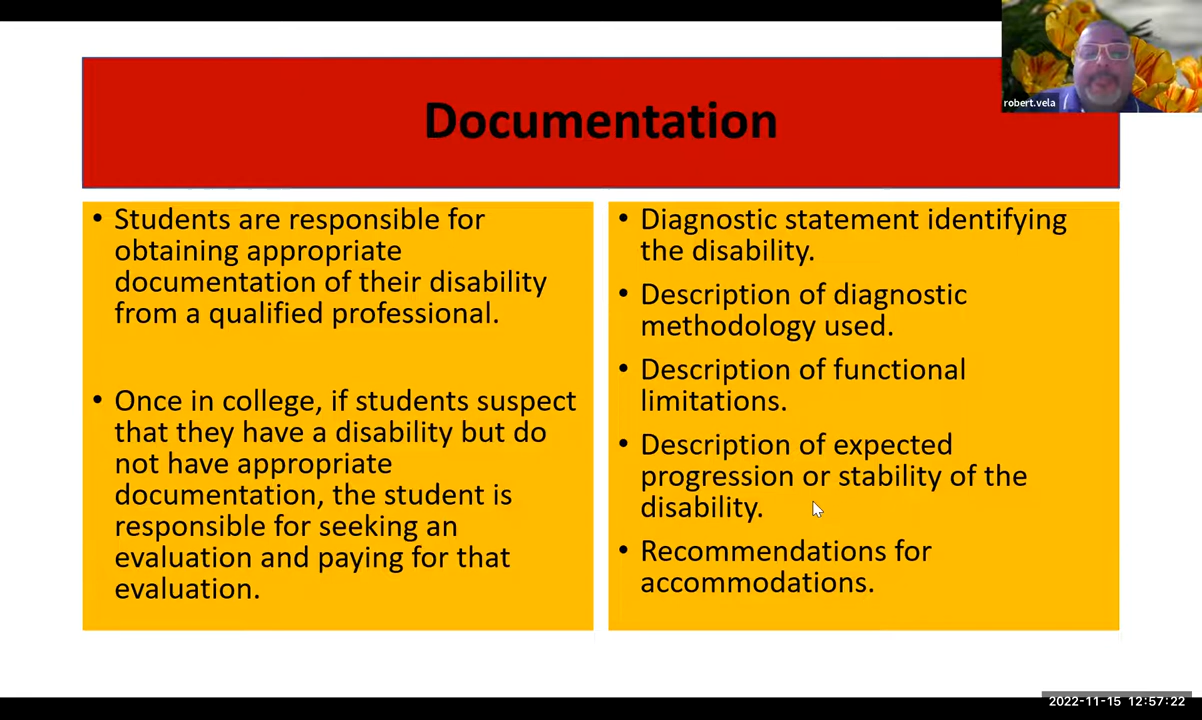 Documentation
robert.vela
• Students are responsible for
obtaining appropriate
documentation of their disability
from a qualified professional.
• Once in college, if students suspect
that they have a disability but do
not have appropriate
documentation, the student is
responsible for seeking an
evaluation and paying for that
evaluation.
• Diagnostic statement identifying
the disability.
• Description of diagnostic
methodology used.
• Description of functional
limitations.
• Description of expected
progression or stability of the
disability.
• Recommendations for
accommodations.
2022-11-15 12:57:22